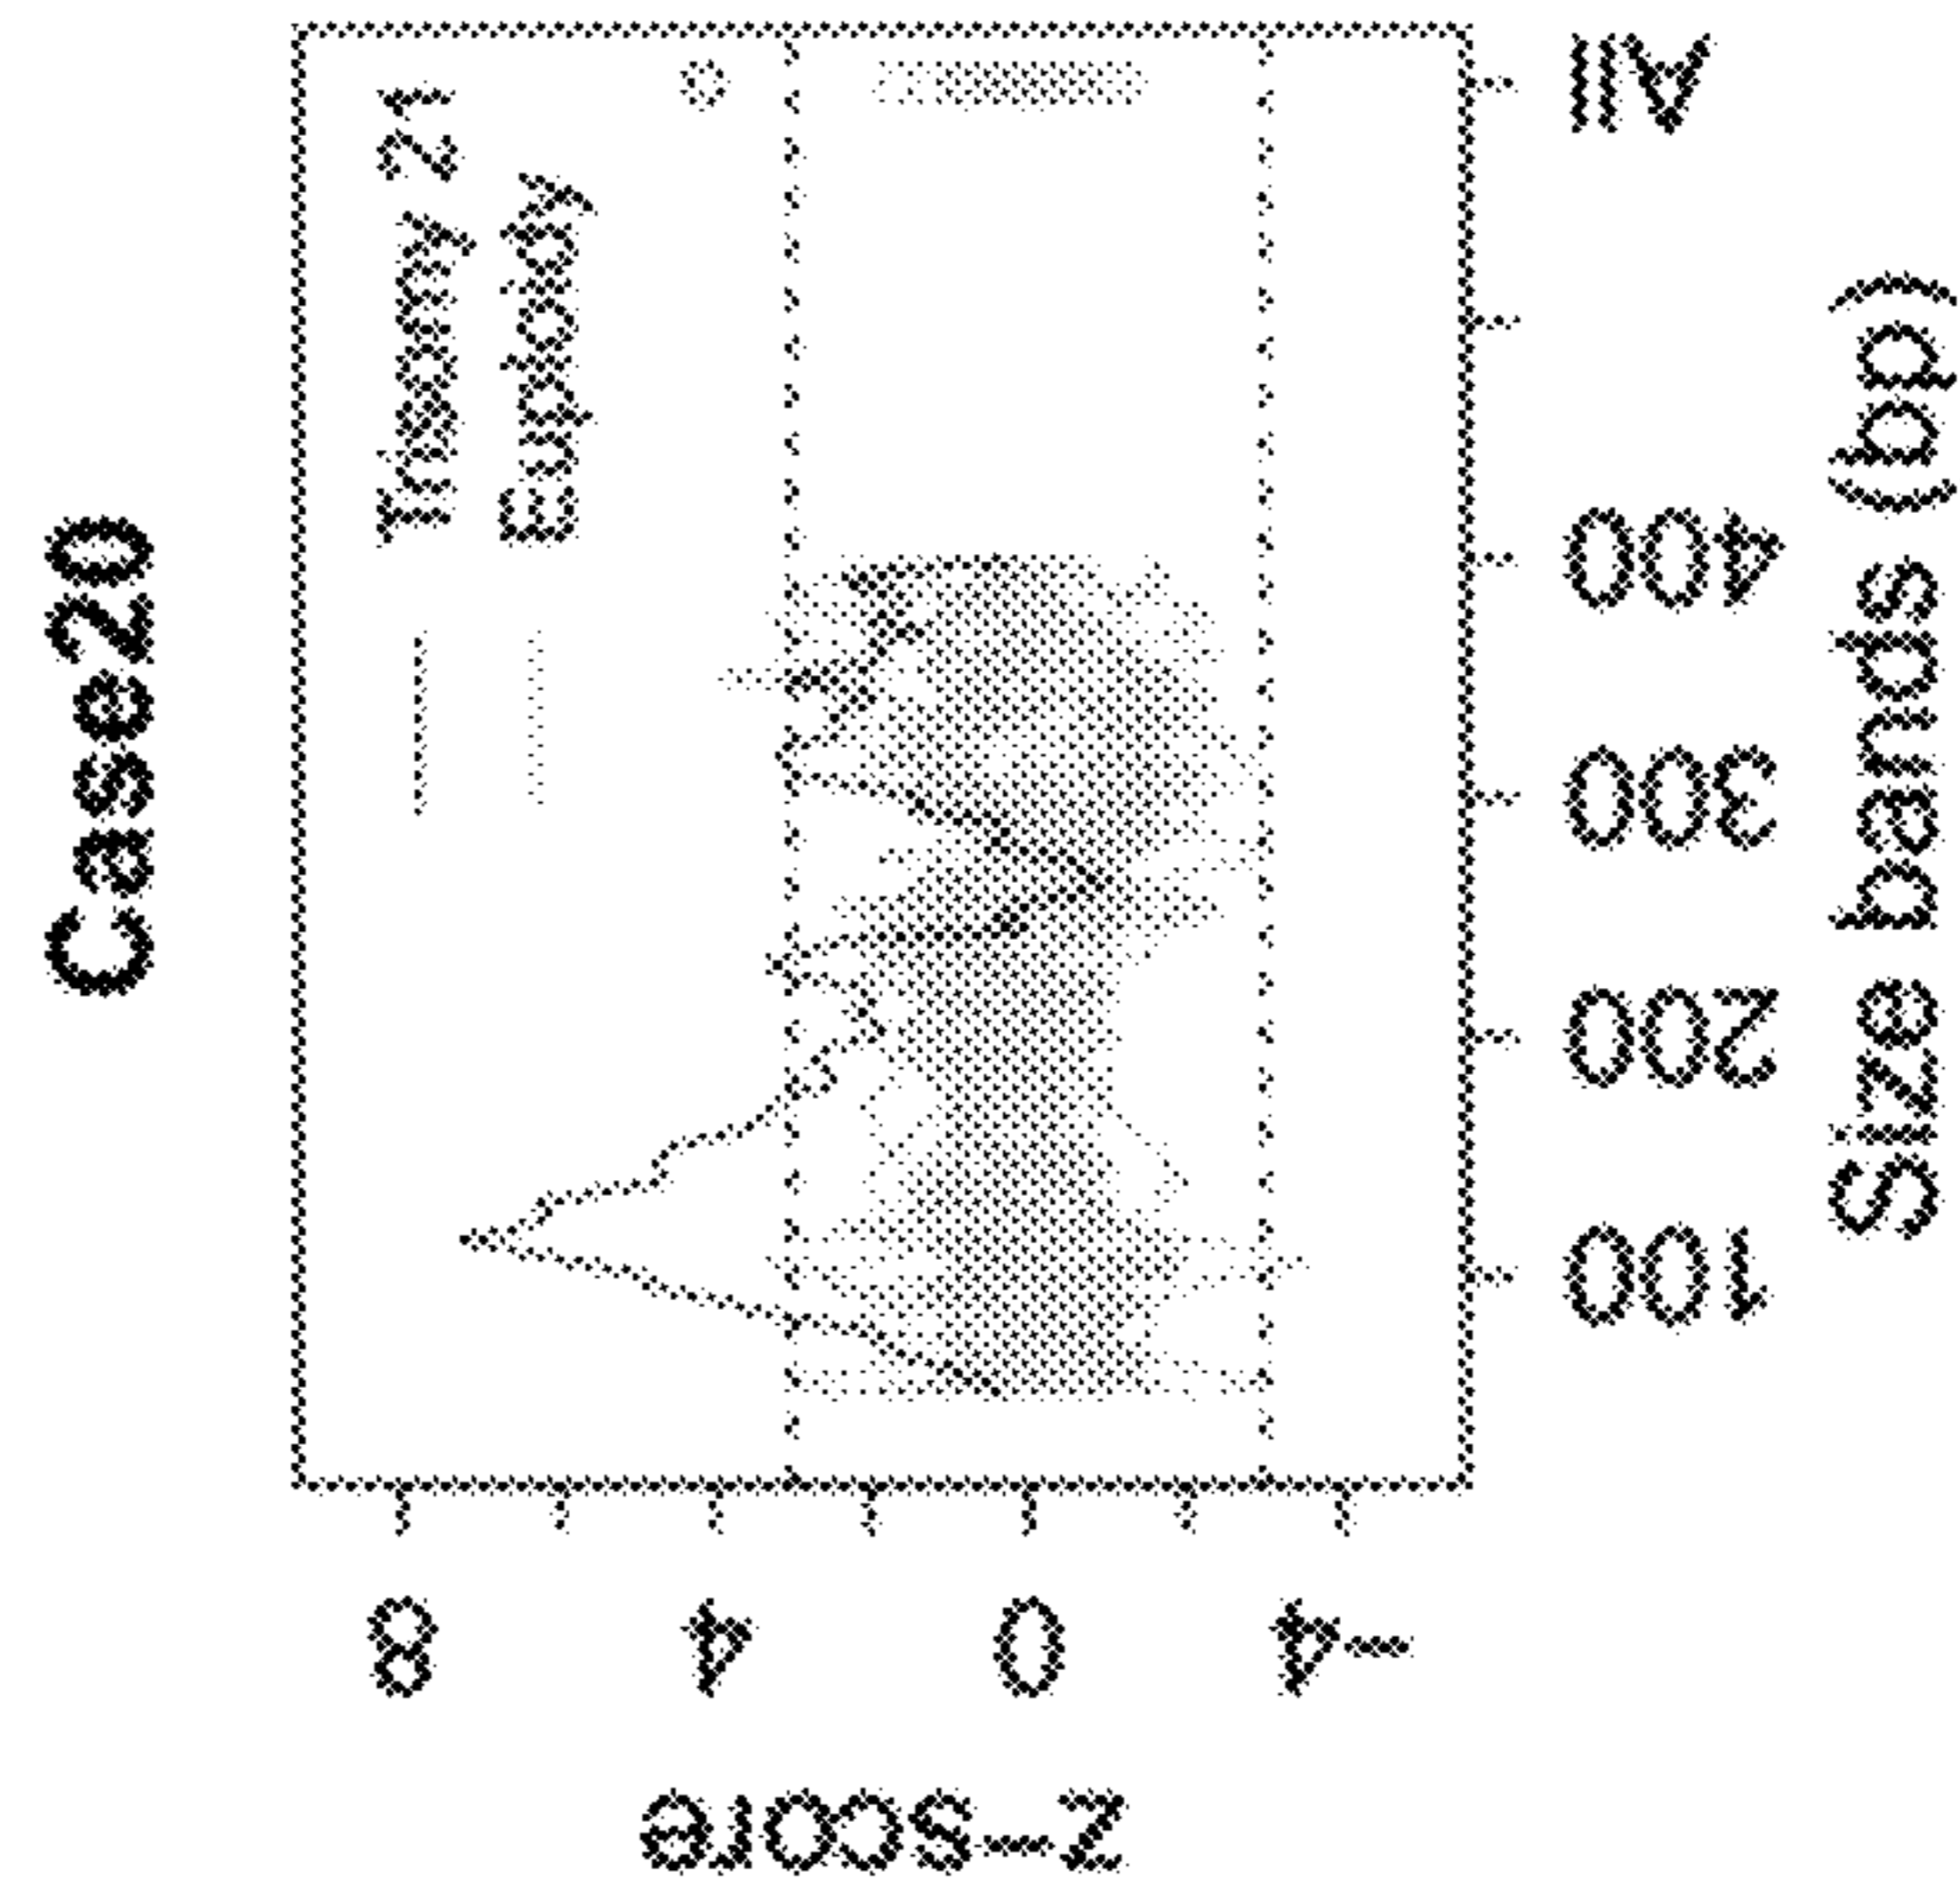 Case20
Trisomy 21
Euploidy
Z-score
8
4
0
-4
100
200
300
400
All
Size bands (bp)